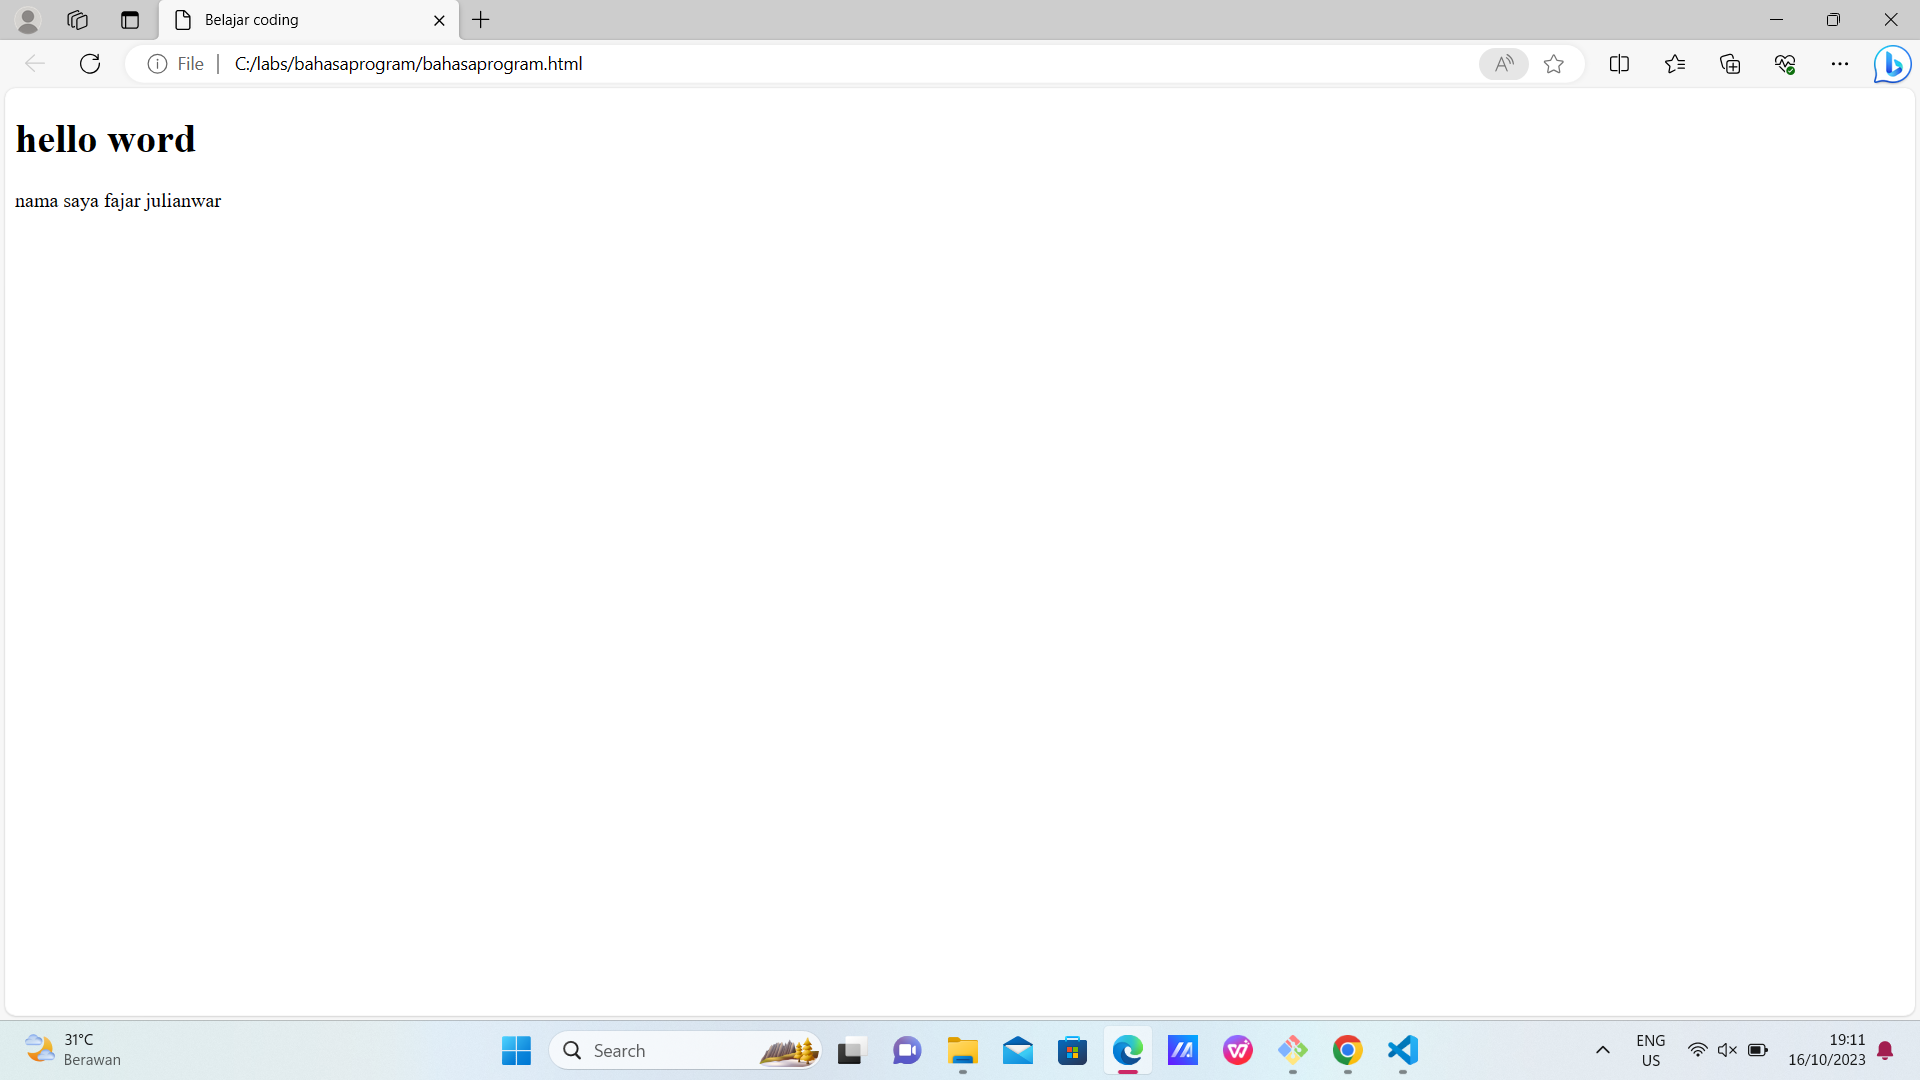 Belajar coding
File
C:/labs/bahasaprogram/bahasaprogram.html
hello word
nama saya fajar julianwar
31°C
Berawan
Search
ENG
US
19:11
16/10/2023